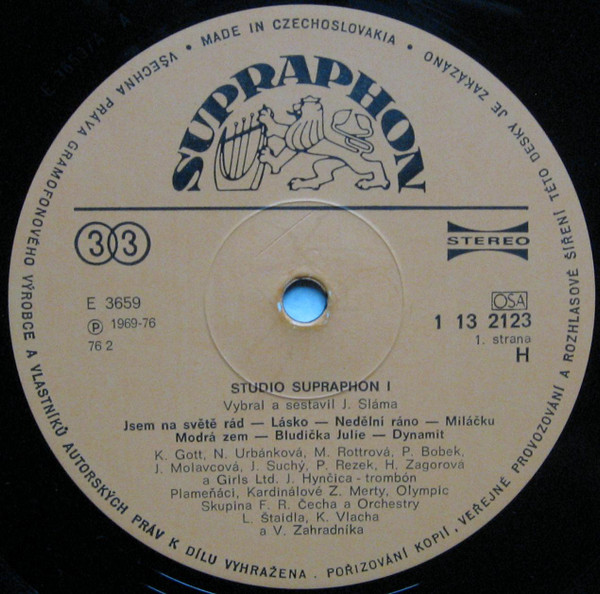 • MADE IN CZECHOSLOVAKIA •
VŠECHNA PRÁVA GRAMOFONOVÉHO VÝROBCE A VLASTNÍKŮ AUTORSKÝCH PRÁV K DÍLU VYHRAŽENA . POŘIZOVÁNÍ KOPIÍ, VEŘEJNÉ PROVOZOVÁNÍ A ROZHLASOVÉ ŠÍŘENÍ TÉTO DESKY JE ZAKÁZÁNO
SUPRAPHON
33
STEREO
E 3659
Ⓟ 1969-76
76 2
OSA
1 13 2123
1. strana
H
STUDIO SUPRAPHON I
Vybral a sestavil J. Sláma
Jsem na světě rád — Lásko — Nedělní ráno — Miláčku
Modrá zem — Bludička Julie — Dynamit
K. Gott, N. Urbánková, M. Rottrová, P. Bobek,
J. Molavcová, J. Suchý, P. Rezek, H. Zagorová
a Girls Ltd. J. Hynčica - trombón
Plameňáci, Kardinálové Z. Merty, Olympic
Skupina F. R. Čecha a Orchestry
L. Štaidla, K. Vlacha
a V. Zahradníka